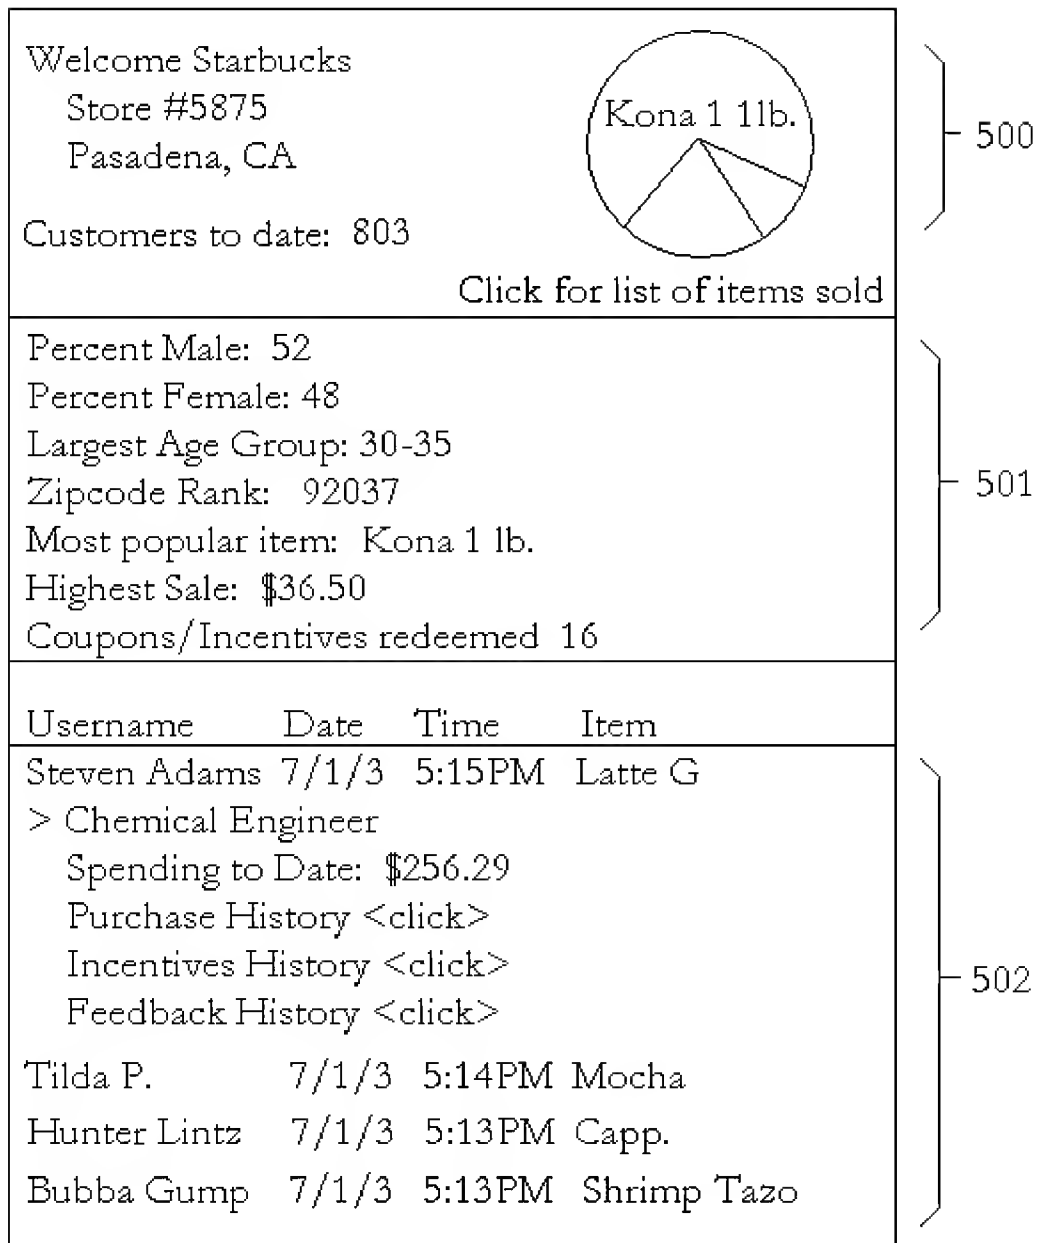 Welcome Starbucks
Store #5875
Pasadena, CA
Kona 1 1lb.
500
Customers to date: 803
Click for list of items sold
Percent Male: 52
Percent Female: 48
Largest Age Group: 30-35
Zipcode Rank: 92037
501
Most popular item: Kona 1 lb.
Highest Sale: $36.50
Coupons/Incentives redeemed 16
Username Date Time Item
Steven Adams 7/1/3 5:15PM Latte G
> Chemical Engineer
Spending to Date: $256.29
Purchase History <click>
Incentives History <click>
502
Feedback History <click>
Tilda P. 7/1/3 5:14PM Mocha
Hunter Lintz 7/1/3 5:13PM Capp.
Bubba Gump 7/1/3 5:13PM Shrimp Tazo